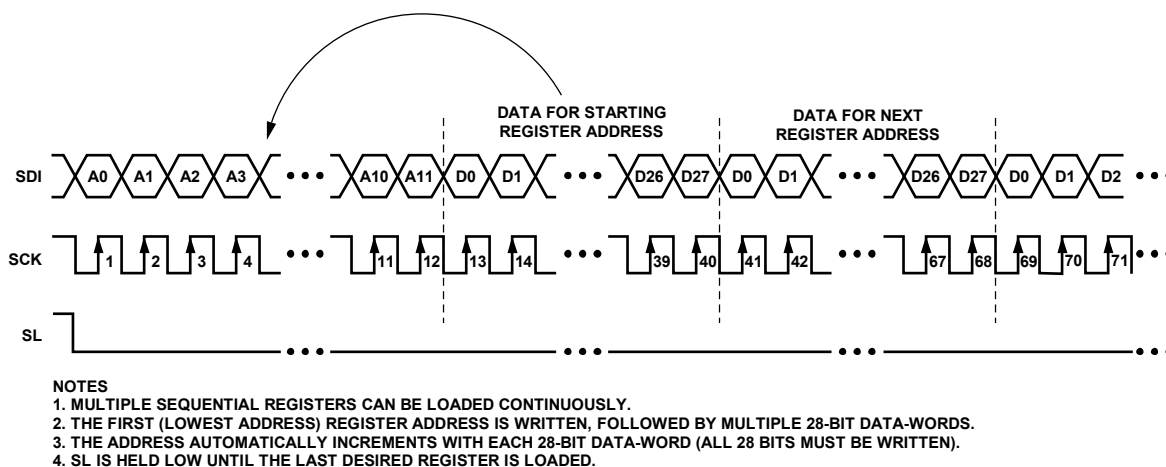 DATA FOR STARTING
REGISTER ADDRESS
DATA FOR NEXT
REGISTER ADDRESS
SDI A0 A1 A2 A3 ••• A10 A11 D0 D1 ••• D26 D27 D0 D1 ••• D26 D27 D0 D1 D2 •••
SCK 1 2 3 4 ••• 11 12 13 14 ••• 39 40 41 42 ••• 67 68 69 70 71 •••
SL ••• ••• ••• •••
NOTES
1. MULTIPLE SEQUENTIAL REGISTERS CAN BE LOADED CONTINUOUSLY.
2. THE FIRST (LOWEST ADDRESS) REGISTER ADDRESS IS WRITTEN, FOLLOWED BY MULTIPLE 28-BIT DATA-WORDS.
3. THE ADDRESS AUTOMATICALLY INCREMENTS WITH EACH 28-BIT DATA-WORD (ALL 28 BITS MUST BE WRITTEN).
4. SL IS HELD LOW UNTIL THE LAST DESIRED REGISTER IS LOADED.